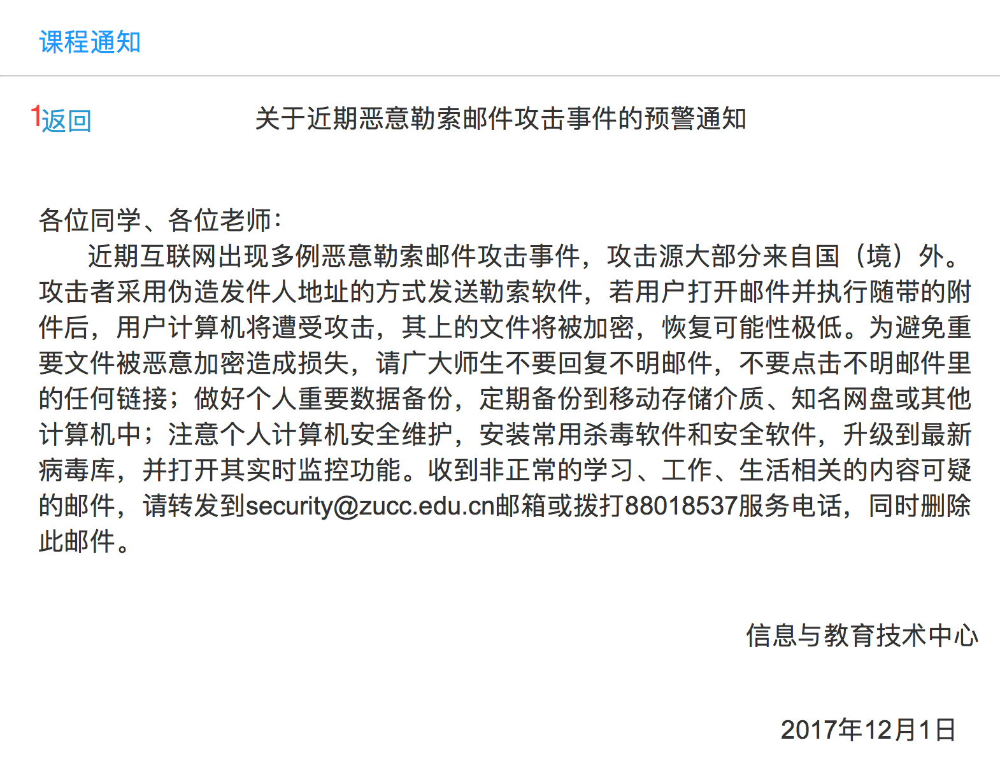 课程通知
1返回
关于近期恶意勒索邮件攻击事件的预警通知
各位同学、各位老师：
近期互联网出现多例恶意勒索邮件攻击事件，攻击源大部分来自国（境）外。
攻击者采用伪造发件人地址的方式发送勒索软件，若用户打开邮件并执行随带的附
件后，用户计算机将遭受攻击，其上的文件将被加密，恢复可能性极低。为避免重
要文件被恶意加密造成损失，请广大师生不要回复不明邮件，不要点击不明邮件里
的任何链接；做好个人重要数据备份，定期备份到移动存储介质、知名网盘或其他
计算机中；注意个人计算机安全维护，安装常用杀毒软件和安全软件，升级到最新
病毒库，并打开其实时监控功能。收到非正常的学习、工作、生活相关的内容可疑
的邮件，请转发到security@zucc.edu.cn邮箱或拨打88018537服务电话，同时删除
此邮件。
信息与教育技术中心
2017年12月1日